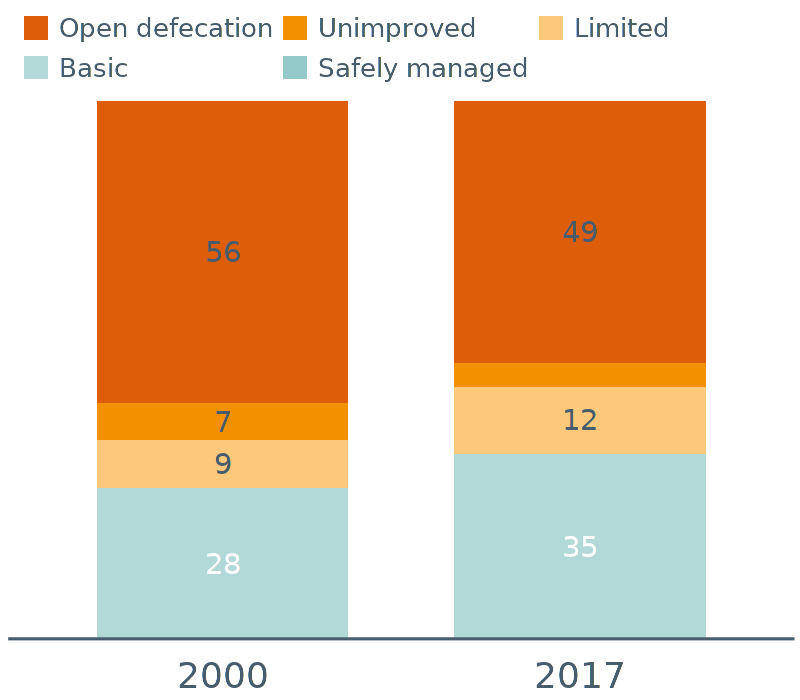 Open defecation Unimproved Limited
Basic Safely managed
56 49
7
9 12
28 35
2000 2017